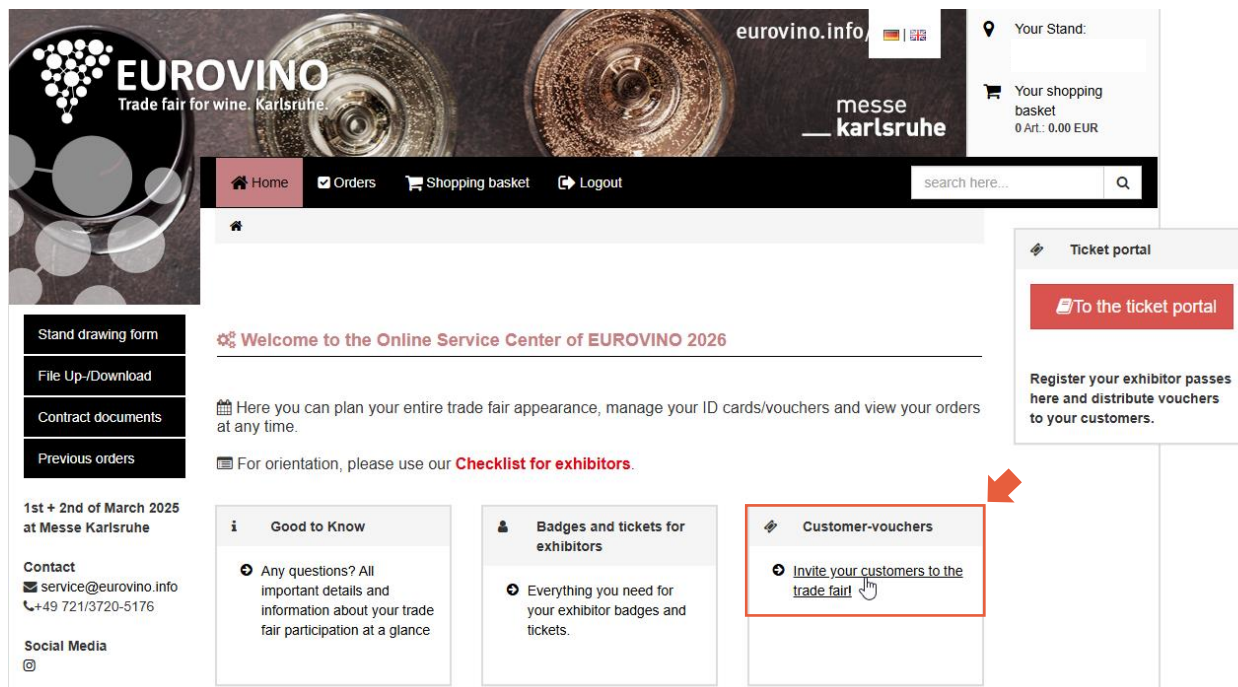 EUROVINO
Trade fair for wine. Karlsruhe.
eurovino.info/
messe
karlsruhe
Your Stand:
Your shopping
basket
0 Art.: 0.00 EUR
Home
Orders
Shopping basket
Logout
search here...
Ticket portal
To the ticket portal
Register your exhibitor passes
here and distribute vouchers
to your customers.
Stand drawing form
File Up-/Download
Contract documents
Previous orders
1st + 2nd of March 2025
at Messe Karlsruhe
Contact
service@eurovino.info
+49 721/3720-5176
Social Media
Welcome to the Online Service Center of EUROVINO 2026
Here you can plan your entire trade fair appearance, manage your ID cards/vouchers and view your orders
at any time.
For orientation, please use our Checklist for exhibitors.
i Good to Know
Any questions? All
important details and
information about your trade
fair participation at a glance
Badges and tickets for
exhibitors
Everything you need for
your exhibitor badges and
tickets.
Customer-vouchers
Invite your customers to the
trade fair!